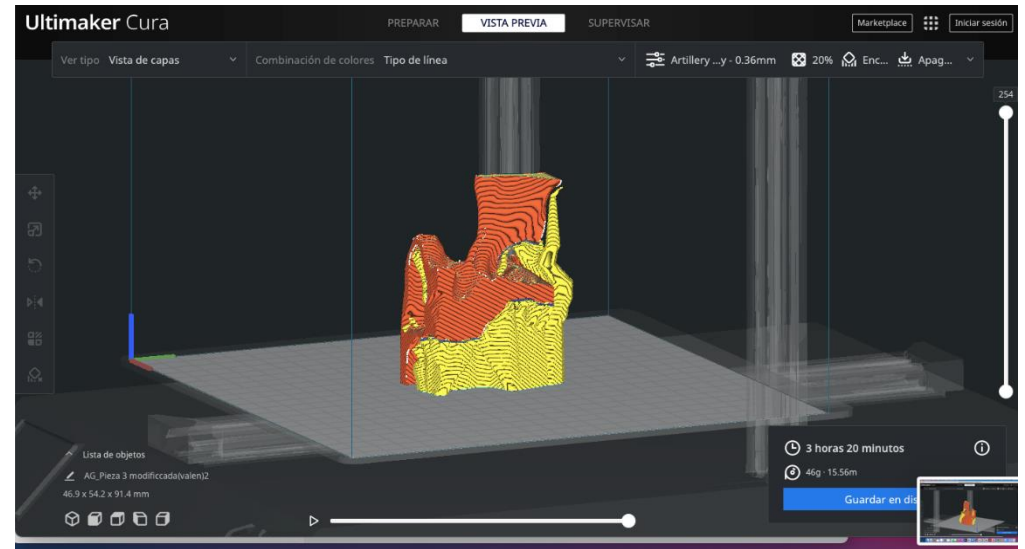 Ultimaker Cura
PREPARAR
VISTA PREVIA
SUPERVISAR
Marketplace
Iniciar sesión
Ver tipo Vista de capas
Combinación de colores Tipo de línea
Artillery ...y - 0.36mm
20%
Enc...
Apag...
254
Lista de objetos
AG_Pieza 3 modificcada(valen)2
46.9 x 54.2 x 91.4 mm
3 horas 20 minutos
46g · 15.56m
Guardar en dis